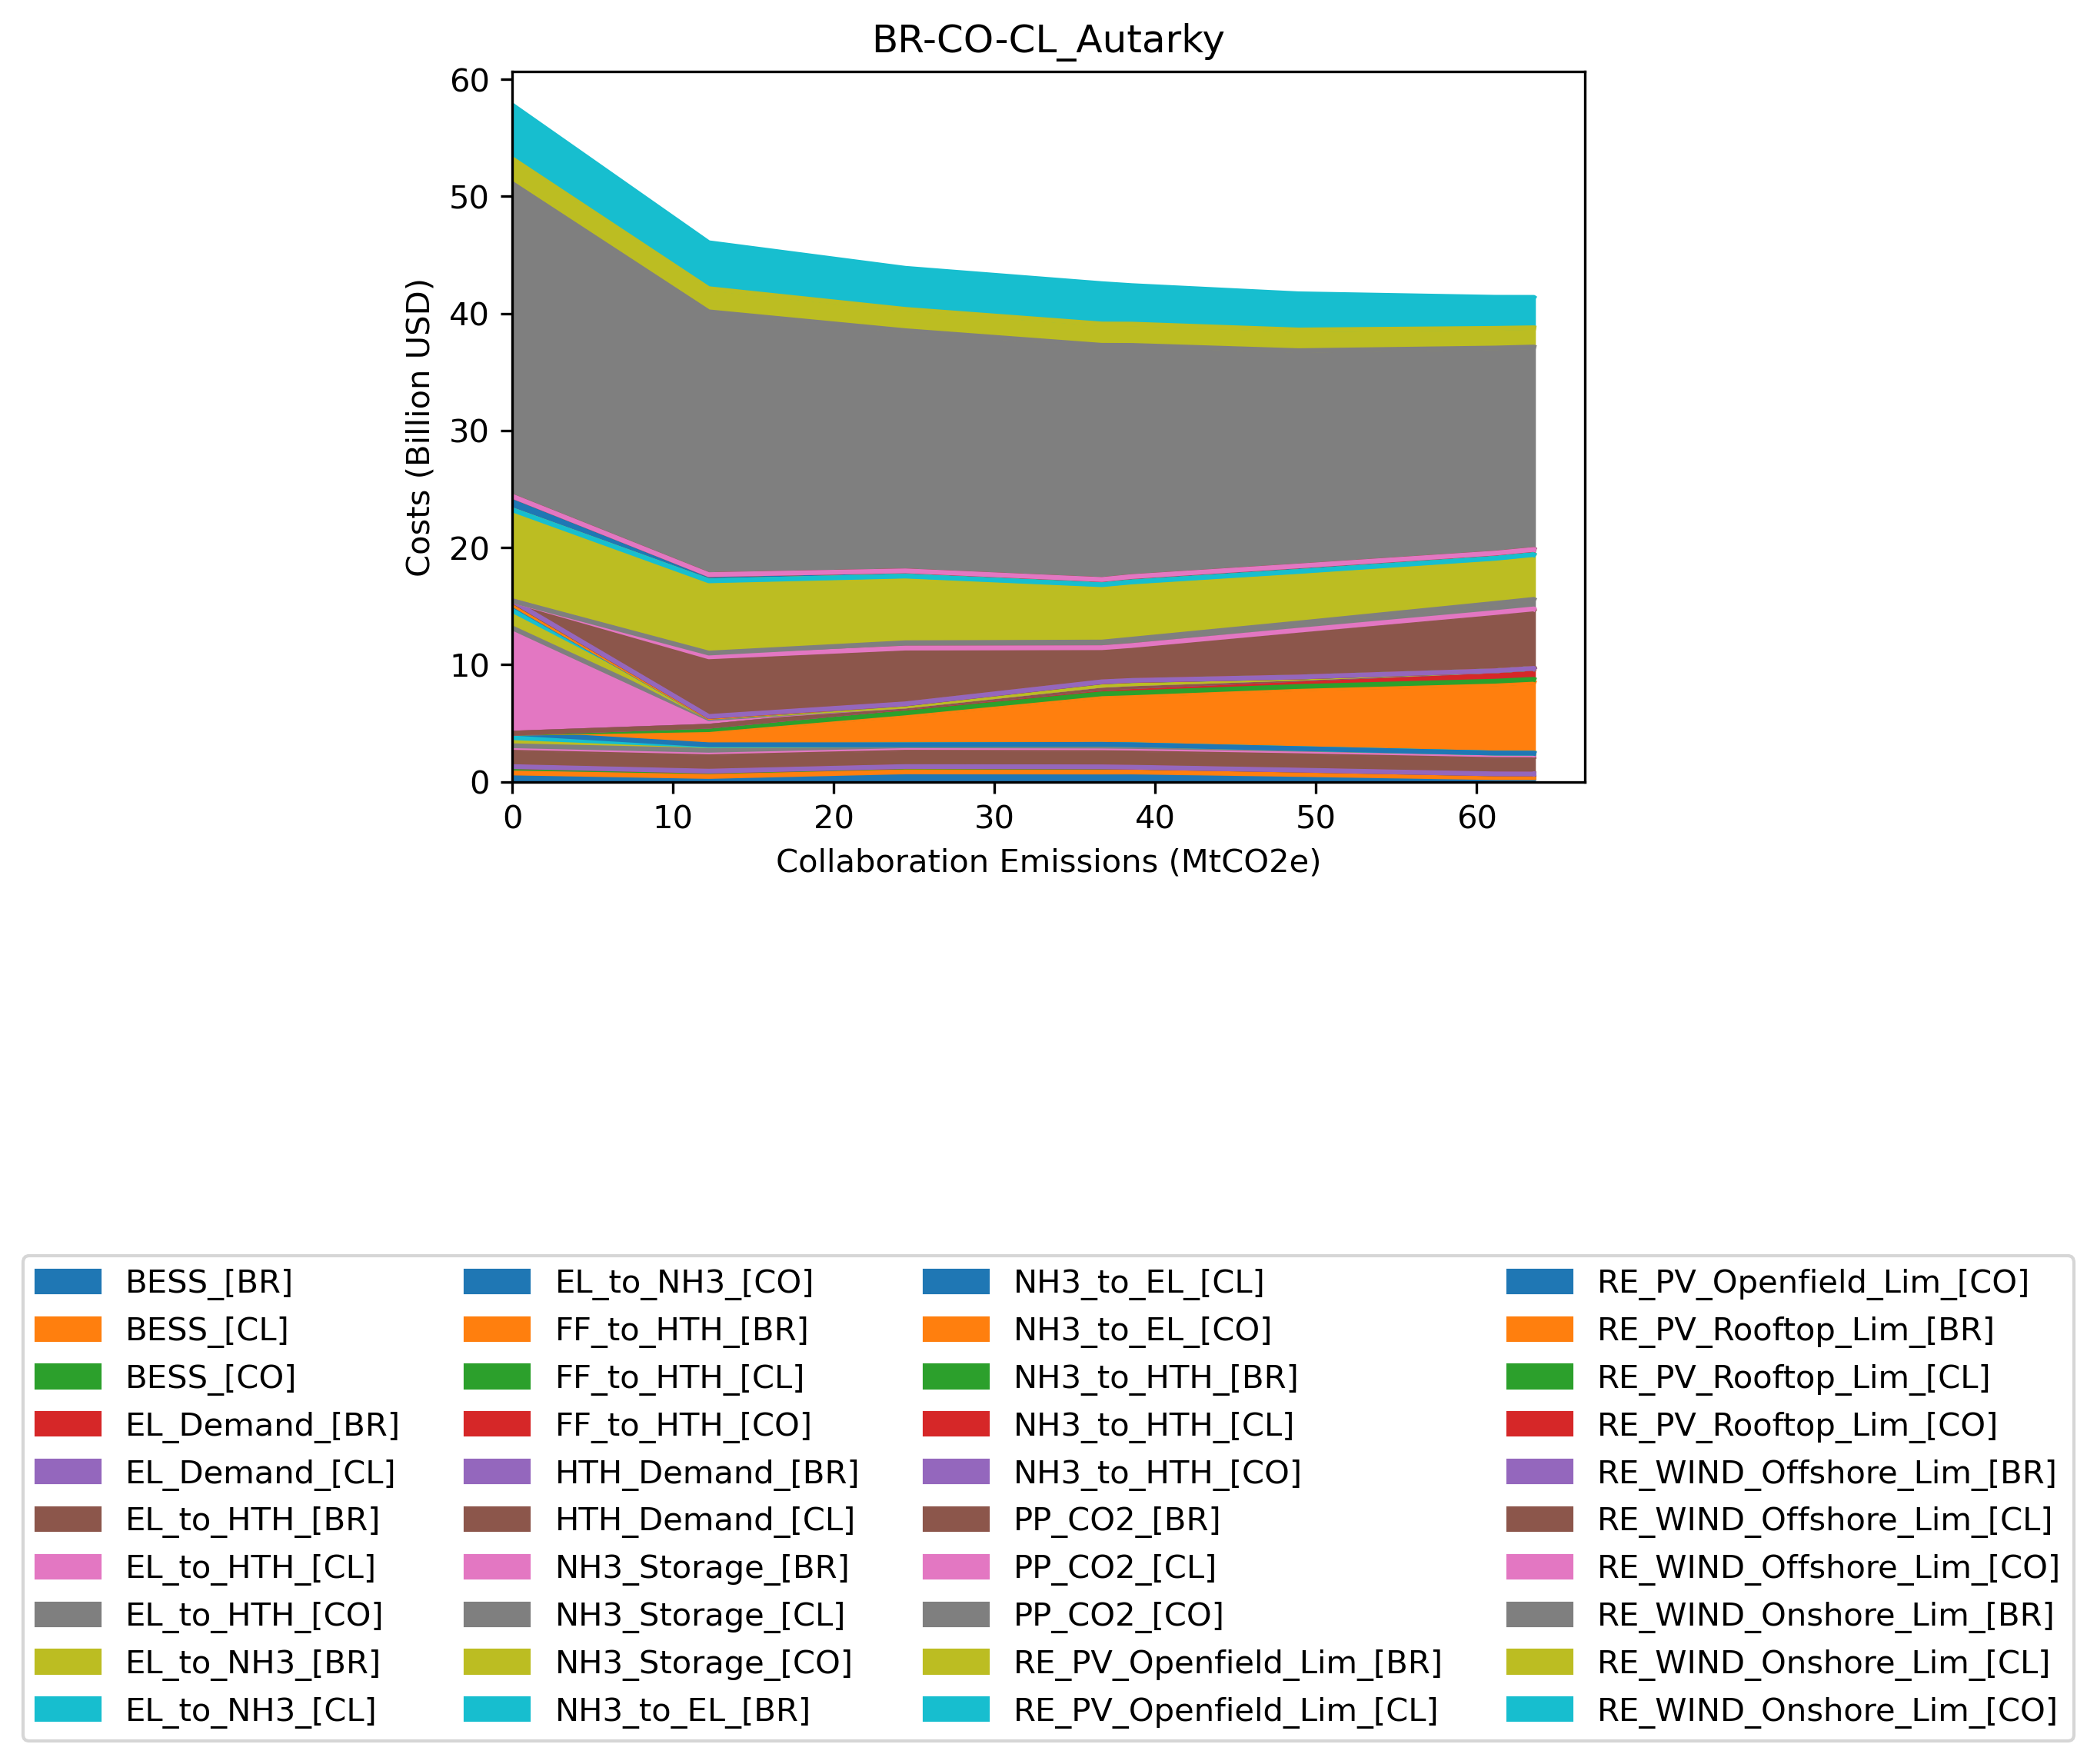 BR-CO-CL_Autarky
60
50
40
30
20
10
0
Costs (Billion USD)
0 10 20 30 40 50 60
Collaboration Emissions (MtCO2e)
BESS_[BR]
BESS_[CL]
BESS_[CO]
EL_Demand_[BR]
EL_Demand_[CL]
EL_to_HTH_[BR]
EL_to_HTH_[CL]
EL_to_HTH_[CO]
EL_to_NH3_[BR]
EL_to_NH3_[CL]
EL_to_NH3_[CO]
FF_to_HTH_[BR]
FF_to_HTH_[CL]
FF_to_HTH_[CO]
HTH_Demand_[BR]
HTH_Demand_[CL]
NH3_Storage_[BR]
NH3_Storage_[CL]
NH3_Storage_[CO]
NH3_to_EL_[BR]
NH3_to_EL_[CL]
NH3_to_EL_[CO]
NH3_to_HTH_[BR]
NH3_to_HTH_[CL]
NH3_to_HTH_[CO]
PP_CO2_[BR]
PP_CO2_[CL]
PP_CO2_[CO]
RE_PV_Openfield_Lim_[BR]
RE_PV_Openfield_Lim_[CL]
RE_PV_Openfield_Lim_[CO]
RE_PV_Rooftop_Lim_[BR]
RE_PV_Rooftop_Lim_[CL]
RE_PV_Rooftop_Lim_[CO]
RE_WIND_Offshore_Lim_[BR]
RE_WIND_Offshore_Lim_[CL]
RE_WIND_Offshore_Lim_[CO]
RE_WIND_Onshore_Lim_[BR]
RE_WIND_Onshore_Lim_[CL]
RE_WIND_Onshore_Lim_[CO]